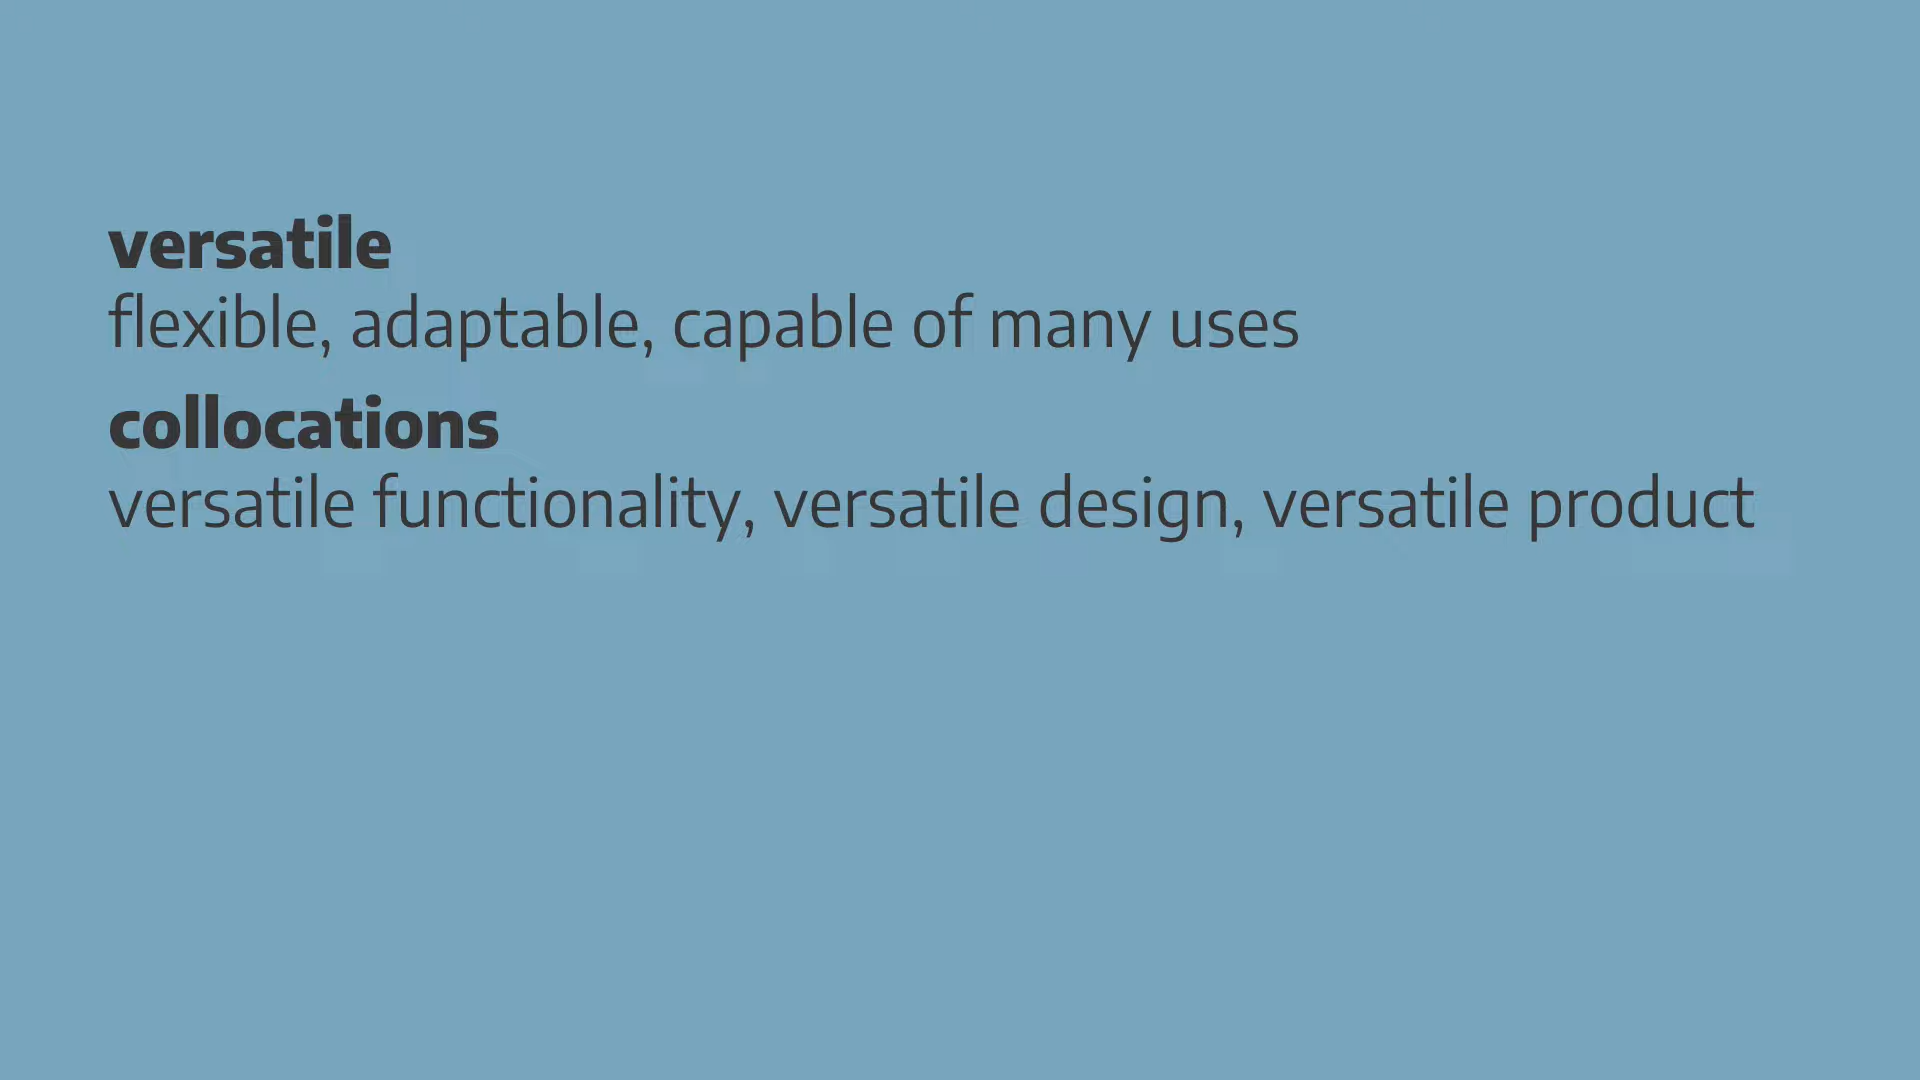 versatile
flexible, adaptable, capable of many uses
collocations
versatile functionality, versatile design, versatile product